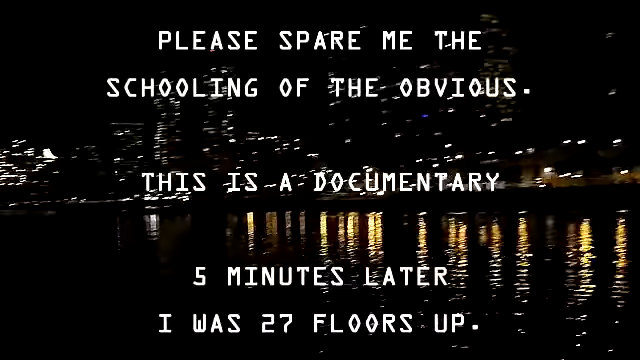 PLEASE SPARE ME THE
SCHOOLING OF THE OBVIOUS.
THIS IS A DOCUMENTARY
5 MINUTES LATER
I WAS 27 FLOORS UP.